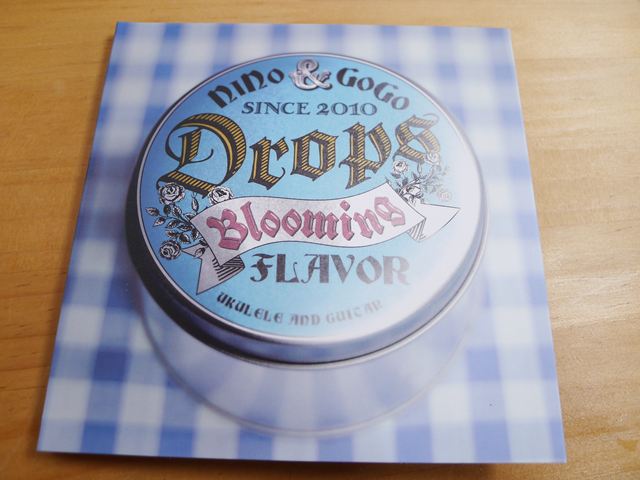 NiNo & GoGo
SINCE 2010
Drops
Blooming
FLAVOR
UKULELE AND GUITAR